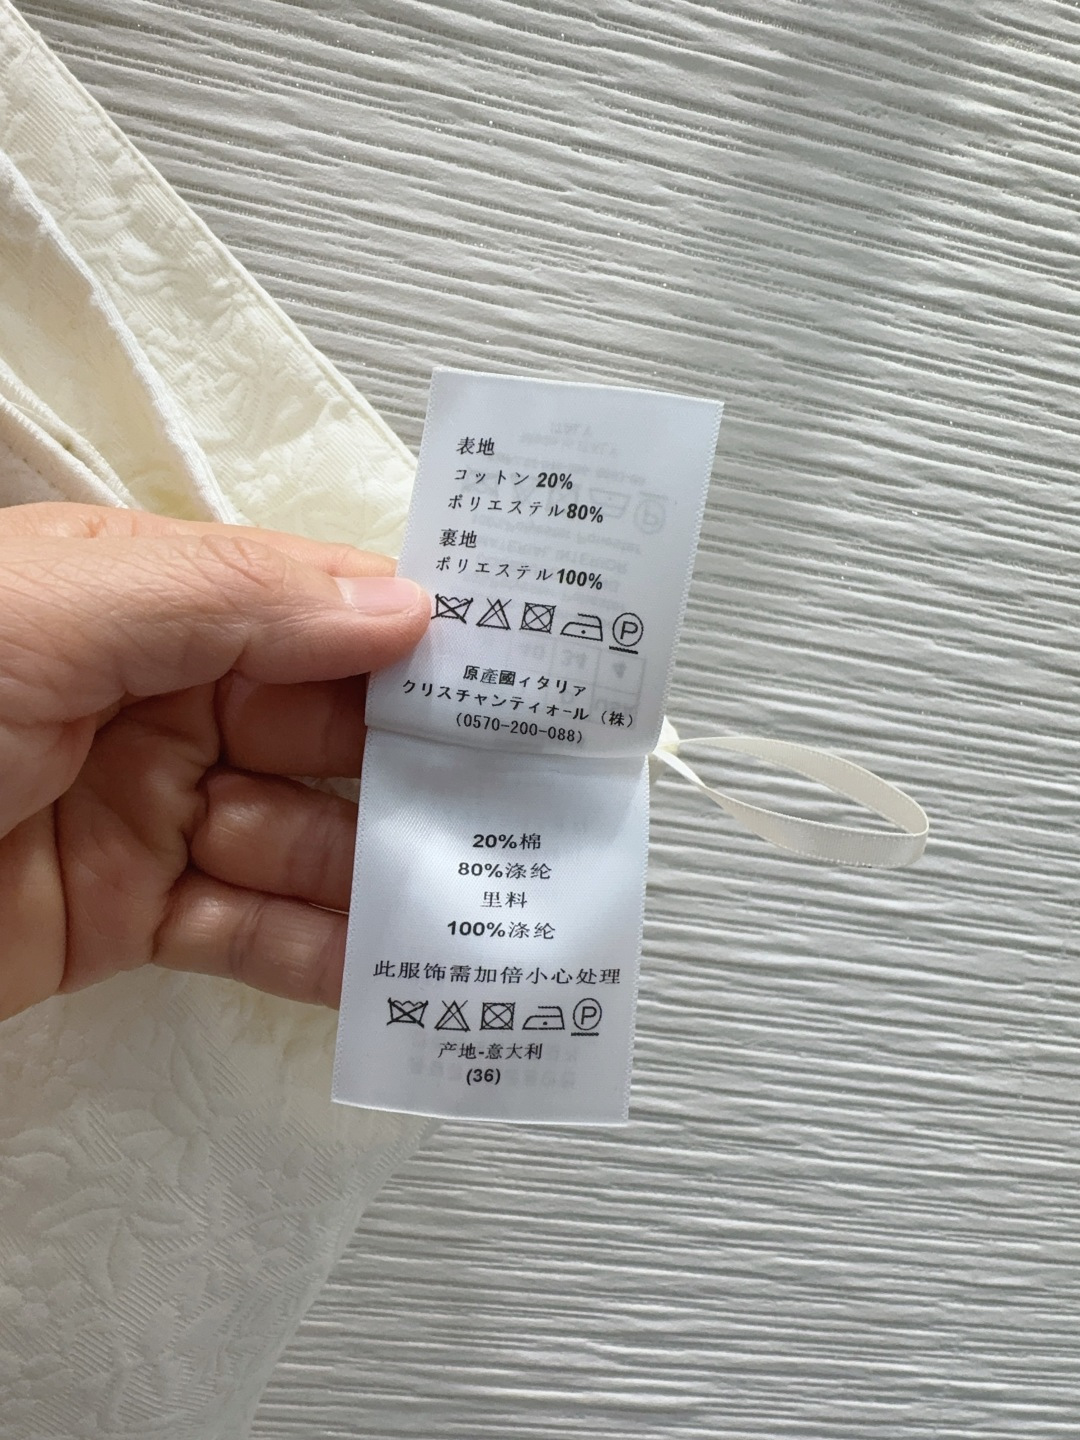 表地
コットン 20%
ポリエステル80%
裏地
ポリエステル100%
P
原產國イタリア
クリスチャンティオール（株）
(0570-200-088)
20%棉
80%涤纶
里料
100%涤纶
此服饰需加倍小心处理
P
产地-意大利
(36)